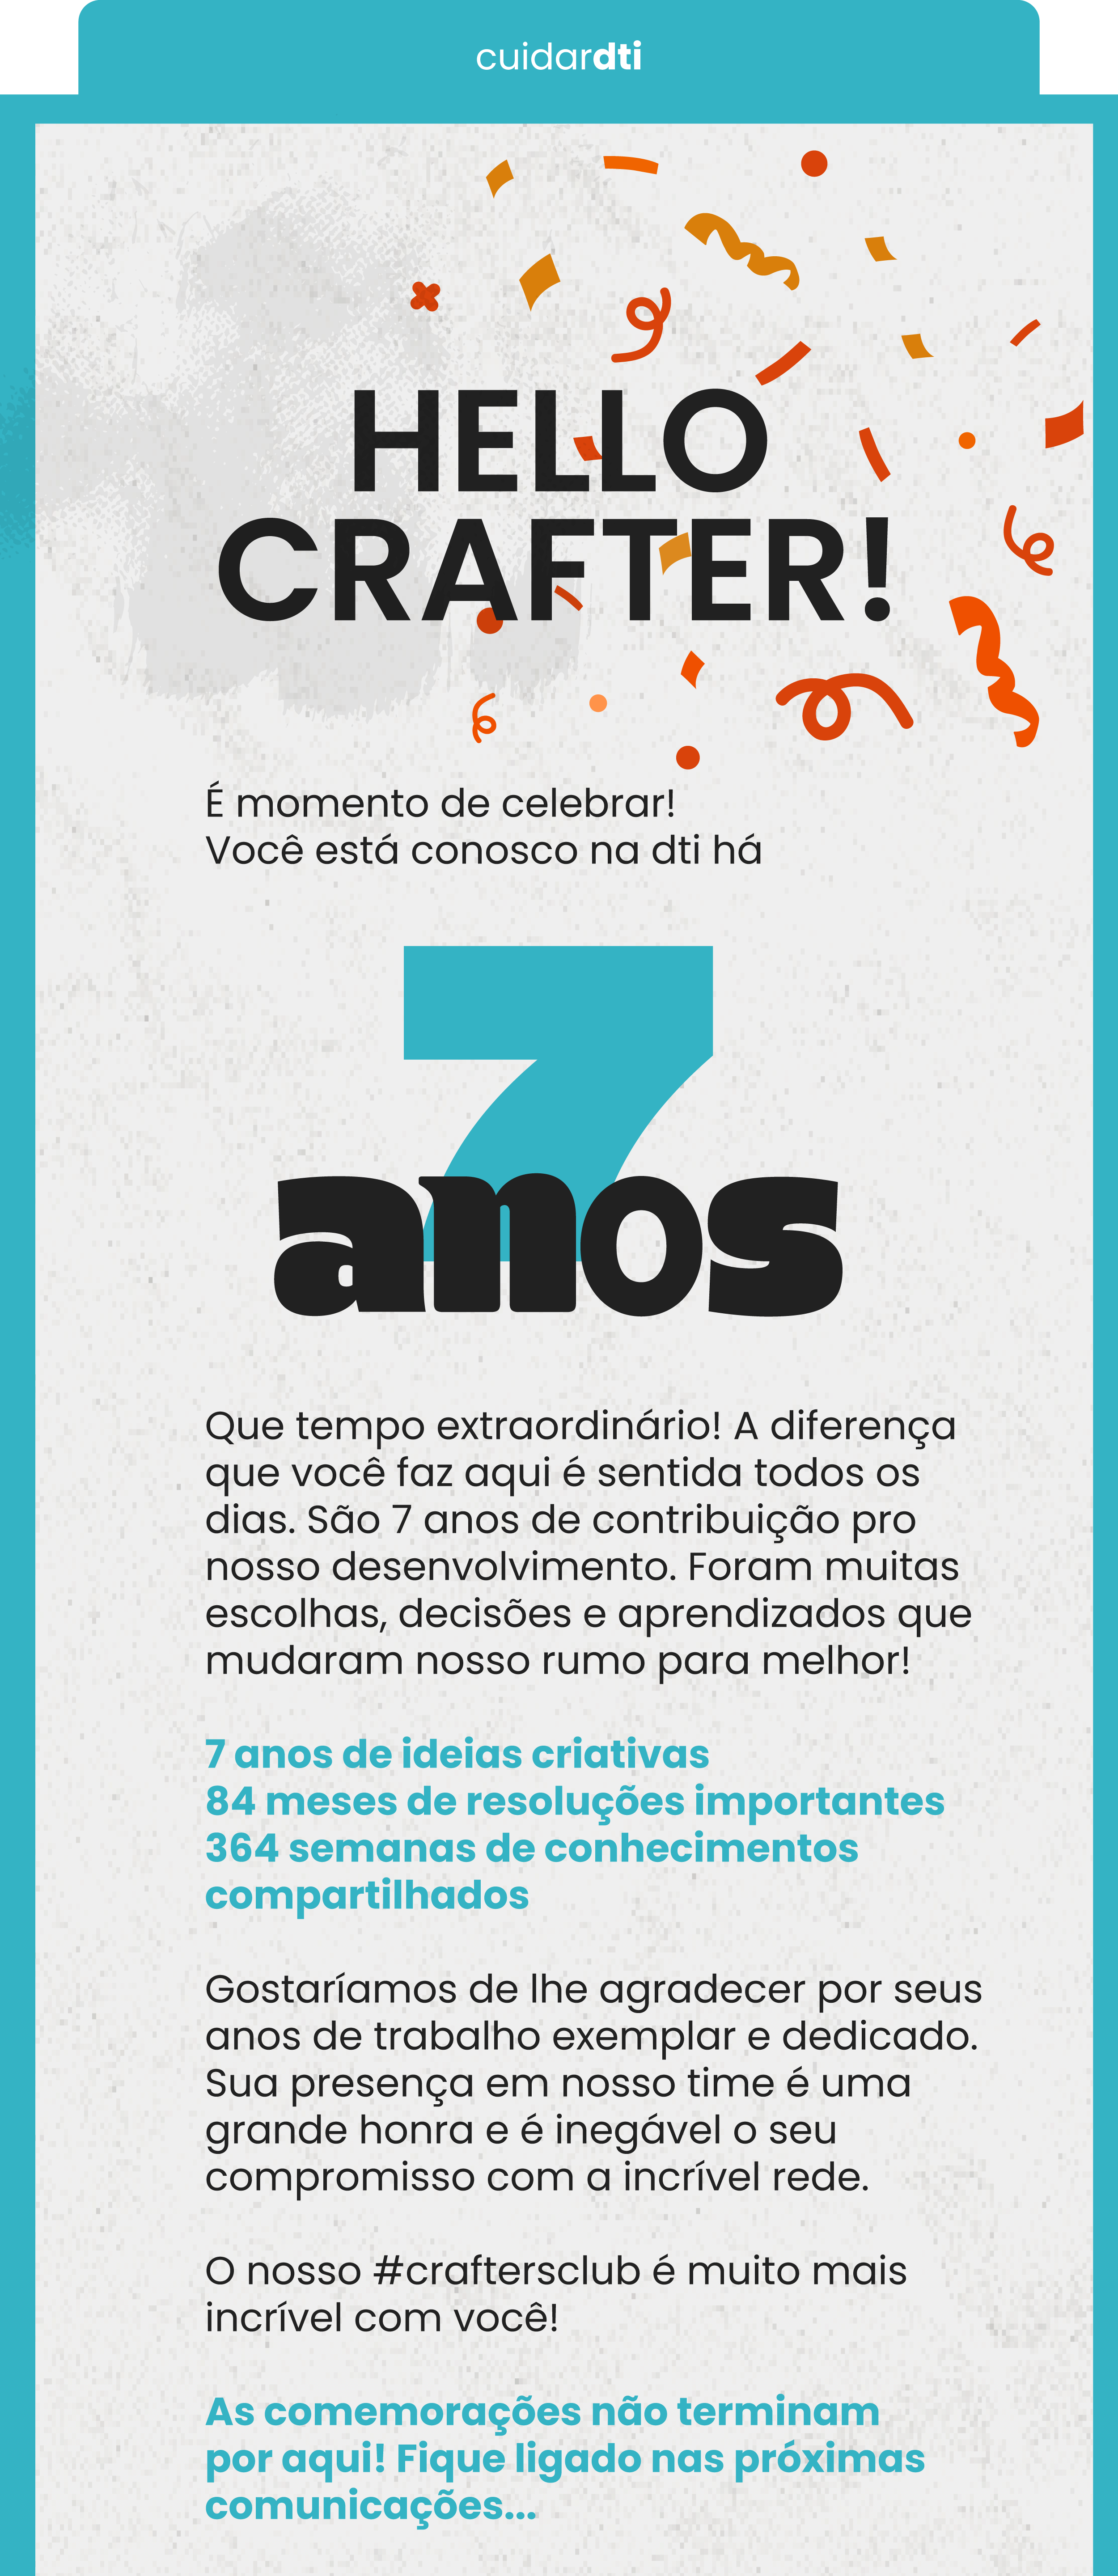 cuidardti
HELLO
CRAFTER!
É momento de celebrar!
Você está conosco na dti há
7
anos
Que tempo extraordinário! A diferença
que você faz aqui é sentida todos os
dias. São 7 anos de contribuição pro
nosso desenvolvimento. Foram muitas
escolhas, decisões e aprendizados que
mudaram nosso rumo para melhor!
7 anos de ideias criativas
84 meses de resoluções importantes
364 semanas de conhecimentos
compartilhados
Gostaríamos de lhe agradecer por seus
anos de trabalho exemplar e dedicado.
Sua presença em nosso time é uma
grande honra e é inegável o seu
compromisso com a incrível rede.
O nosso #craftersclub é muito mais
incrível com você!
As comemorações não terminam
por aqui! Fique ligado nas próximas
comunicações...